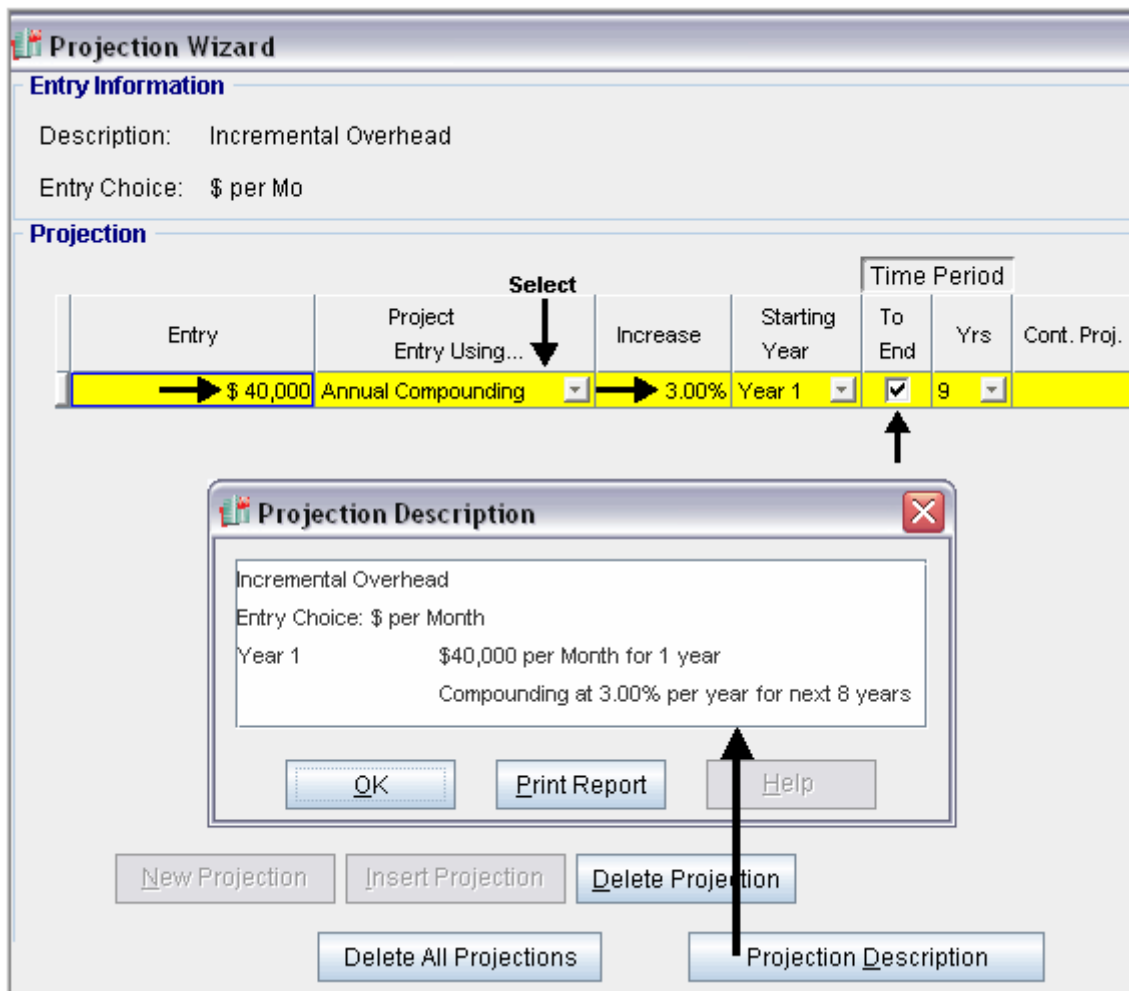 Projection Wizard
Entry Information
Description: Incremental Overhead
Entry Choice: $ per Mo
Projection
Select
Time Period
Entry
Project
Entry Using...
Increase
Starting
Year
To
End
Yrs
Cont. Proj.
$ 40,000 Annual Compounding 3.00% Year 1 9
Projection Description
Incremental Overhead
Entry Choice: $ per Month
Year 1 $40,000 per Month for 1 year
Compounding at 3.00% per year for next 8 years
OK Print Report Help
New Projection Insert Projection Delete Projection
Delete All Projections Projection Description